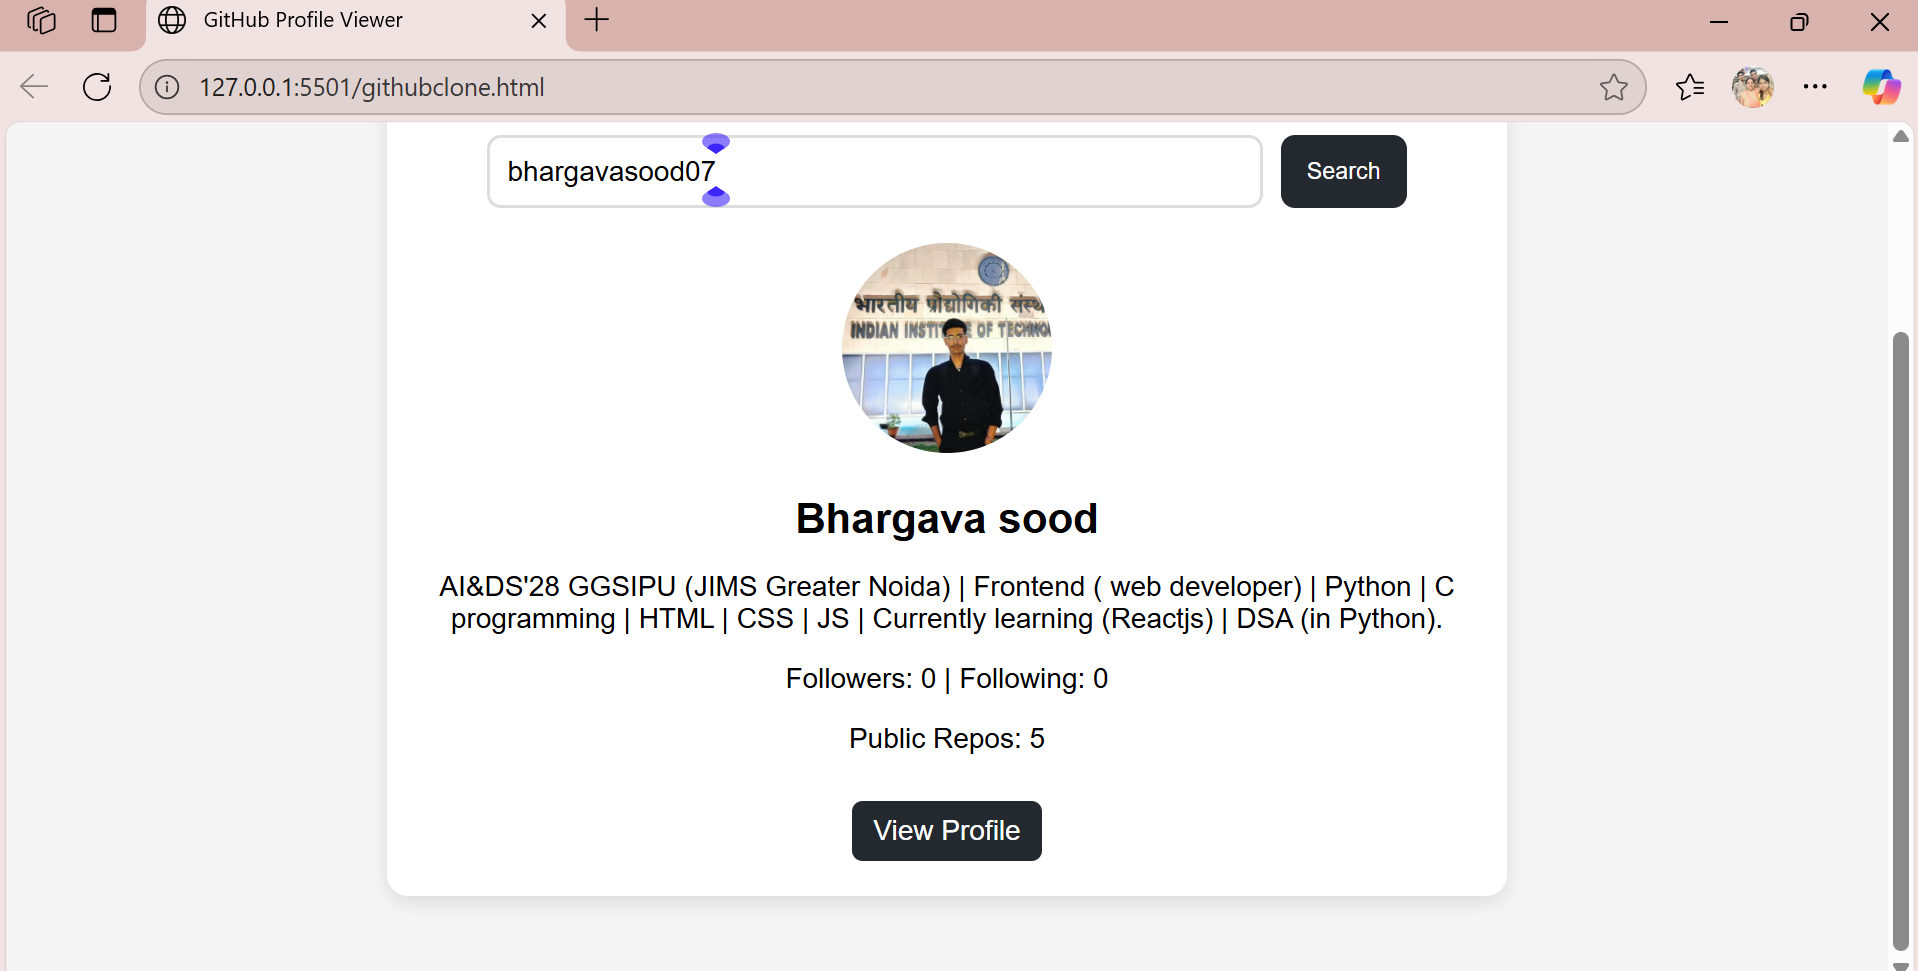 GitHub Profile Viewer
127.0.0.1:5501/githubclone.html
bhargavasood07
Search
भारतीय प्रौद्योगिकी संस्थ
INDIAN INSTI E OF TECHNO
Bhargava sood
AI&DS'28 GGSIPU (JIMS Greater Noida) | Frontend ( web developer) | Python | C
programming | HTML | CSS | JS | Currently learning (Reactjs) | DSA (in Python).
Followers: 0 | Following: 0
Public Repos: 5
View Profile